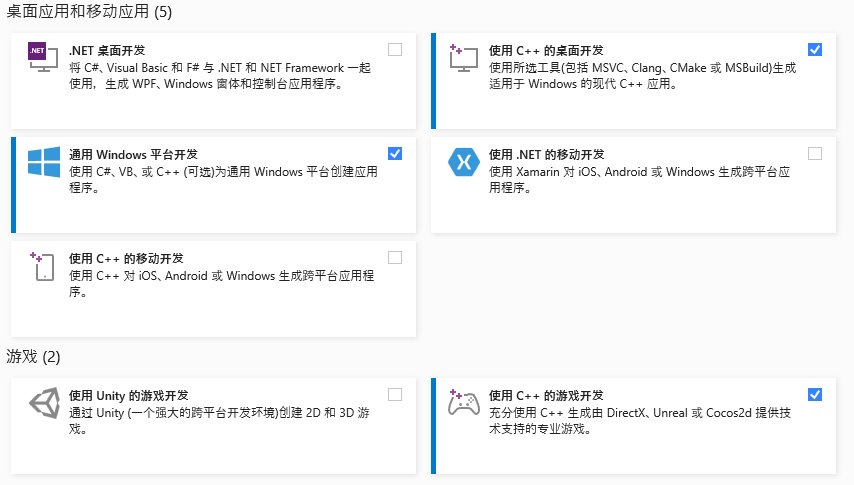 桌面应用和移动应用 (5)
.NET
.NET 桌面开发
将 C#、Visual Basic 和 F# 与 .NET 和 NET Framework 一起
使用，生成 WPF、Windows 窗体和控制台应用程序。
使用 C++ 的桌面开发
使用所选工具(包括 MSVC、Clang、CMake 或 MSBuild)生成
适用于 Windows 的现代 C++ 应用。
通用 Windows 平台开发
使用 C#、VB、或 C++ (可选)为通用 Windows 平台创建应用
程序。
使用 .NET 的移动开发
使用 Xamarin 对 iOS、Android 或 Windows 生成跨平台应
用程序。
使用 C++ 的移动开发
使用 C++ 对 iOS、Android 或 Windows 生成跨平台应用程
序。
游戏 (2)
使用 Unity 的游戏开发
通过 Unity (一个强大的跨平台开发环境)创建 2D 和 3D 游
戏。
使用 C++ 的游戏开发
充分使用 C++ 生成由 DirectX、Unreal 或 Cocos2d 提供技
术支持的专业游戏。